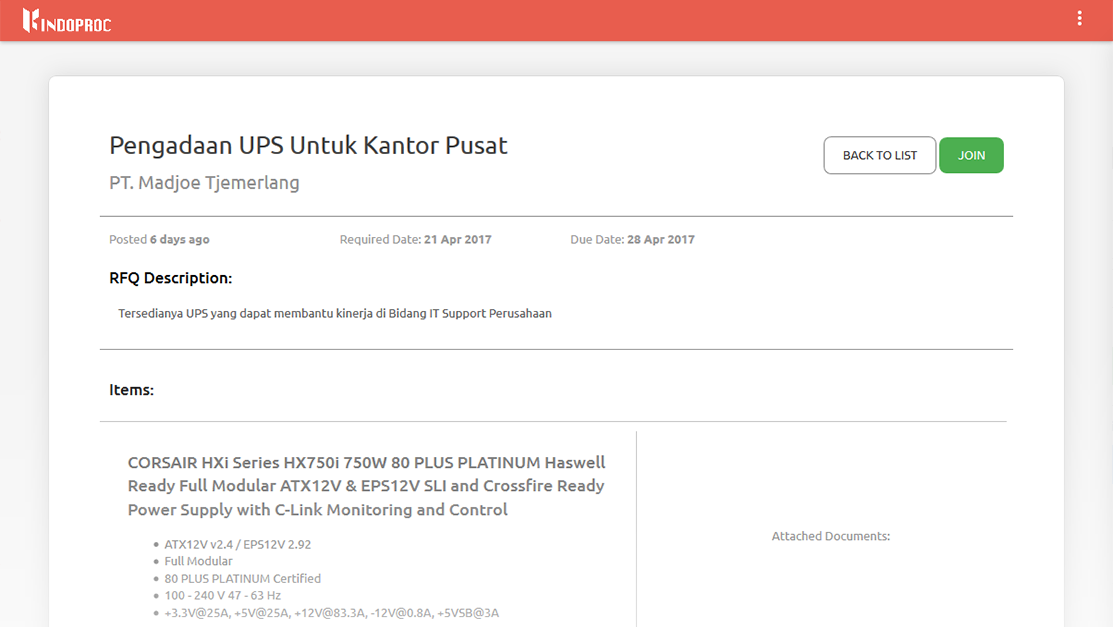 INDOPROC
Pengadaan UPS Untuk Kantor Pusat
PT. Madjoe Tjemerlang
BACK TO LIST
JOIN
Posted 6 days ago
Required Date: 21 Apr 2017
Due Date: 28 Apr 2017
RFQ Description:
Tersedianya UPS yang dapat membantu kinerja di Bidang IT Support Perusahaan
Items:
CORSAIR HXi Series HX750i 750W 80 PLUS PLATINUM Haswell
Ready Full Modular ATX12V & EPS12V SLI and Crossfire Ready
Power Supply with C-Link Monitoring and Control
• ATX12V v2.4 / EPS12V 2.92
• Full Modular
• 80 PLUS PLATINUM Certified
• 100 - 240 V 47 - 63 Hz
• +3.3V@25A, +5V@25A, +12V@83.3A, -12V@0.8A, +5VSB@3A
Attached Documents: